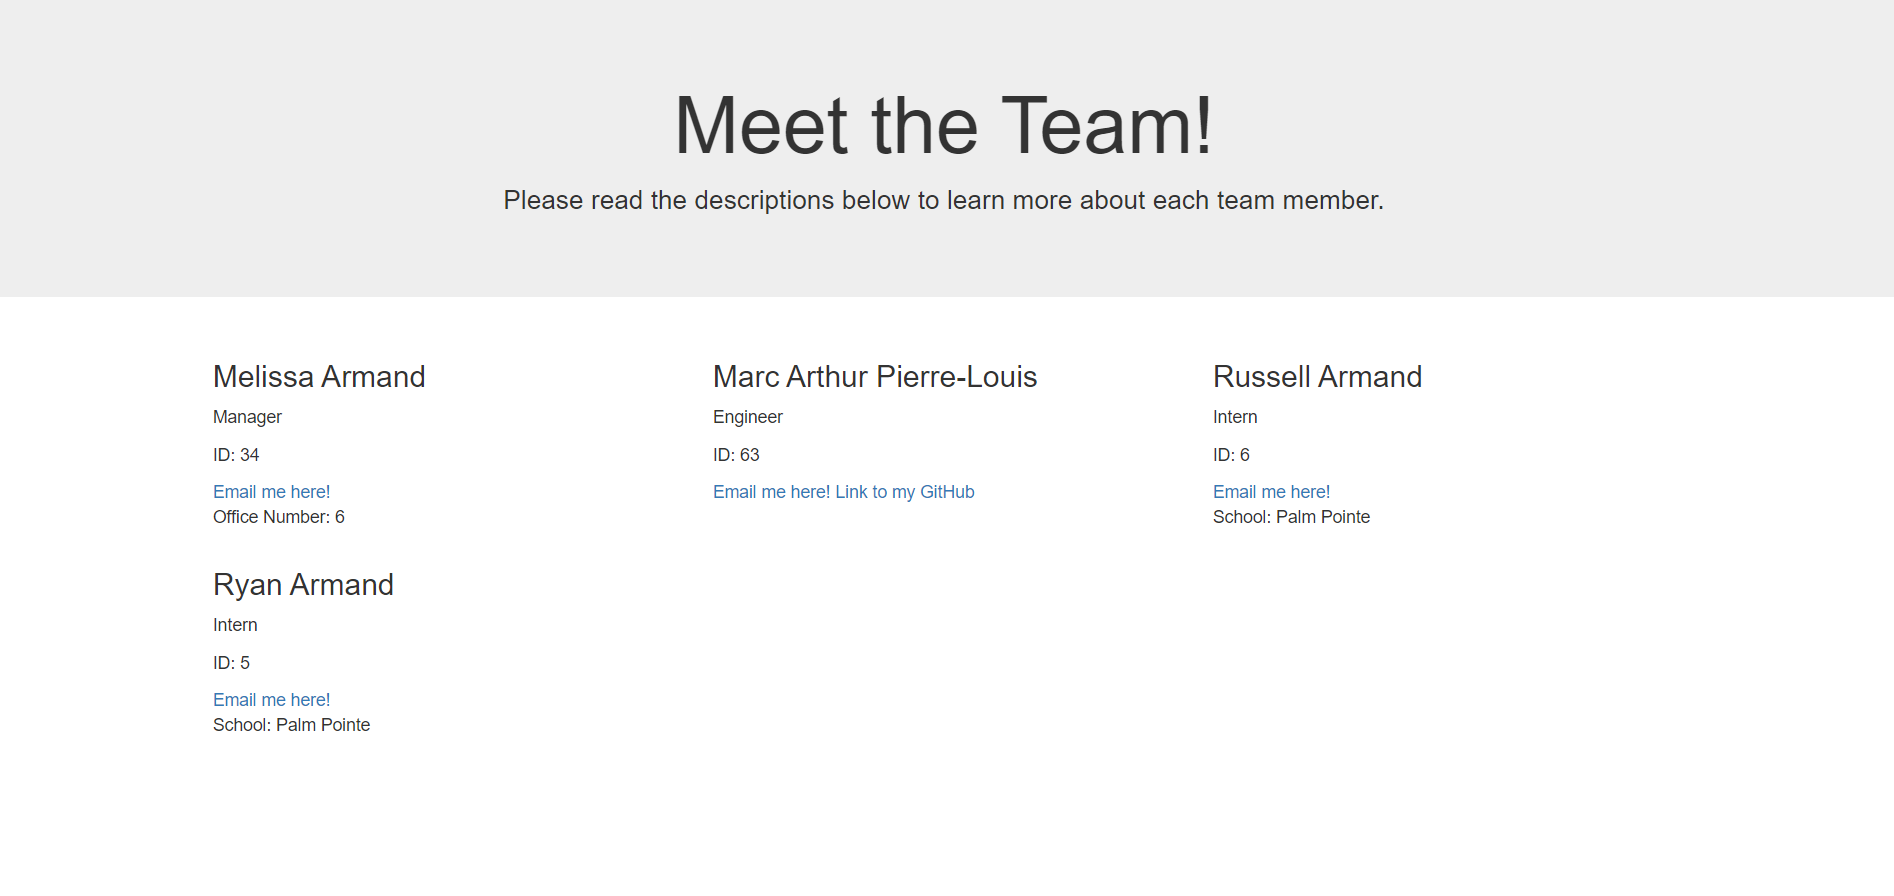 Meet the Team!
Please read the descriptions below to learn more about each team member.
Melissa Armand
Manager
ID: 34
Email me here!
Office Number: 6
Marc Arthur Pierre-Louis
Engineer
ID: 63
Email me here! Link to my GitHub
Russell Armand
Intern
ID: 6
Email me here!
School: Palm Pointe
Ryan Armand
Intern
ID: 5
Email me here!
School: Palm Pointe